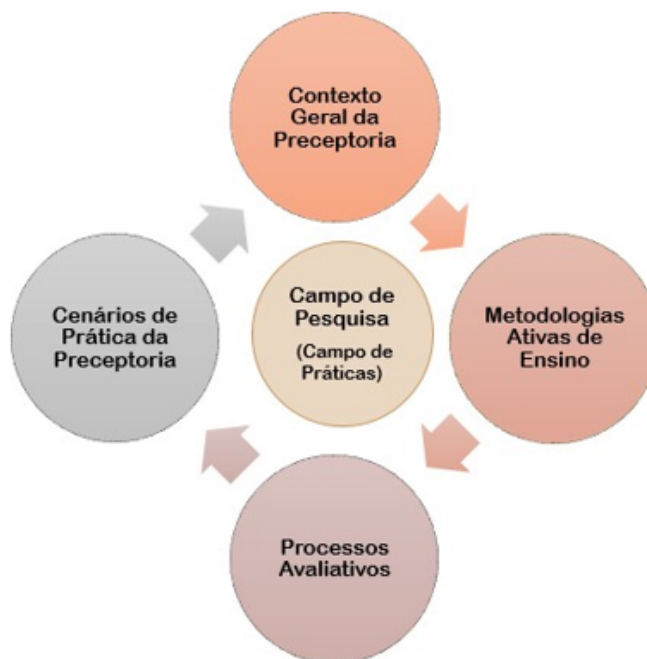 Contexto
Geral da
Preceptoria
Cenários de
Prática da
Preceptoria
Campo de
Pesquisa
(Campo de
Práticas)
Metodologias
Ativas de
Ensino
Processos
Avaliativos